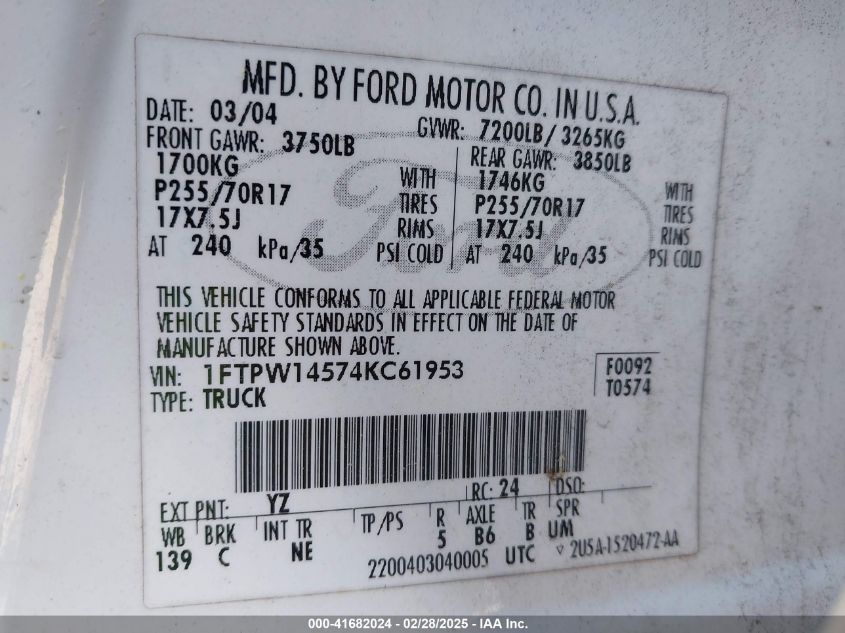 MFD. BY FORD MOTOR CO. IN U.S.A.
DATE: 03/04 GVWR: 7200LB/ 3265KG
FRONT GAWR: 3750LB REAR GAWR: 3850LB
1700KG WITH 1746KG WITH
P255/70R17 TIRES P255/70R17 TIRES
17X7.5J RIMS 17X7.5J RIMS
AT 240 kPa/35 PSI COLD AT 240 kPa/35 PSI COLD
Ford
THIS VEHICLE CONFORMS TO ALL APPLICABLE FEDERAL MOTOR
VEHICLE SAFETY STANDARDS IN EFFECT ON THE DATE OF
MANUFACTURE SHOWN ABOVE.
VIN: 1FTPW14574KC61953 F0092
TYPE: TRUCK T0574
EXT PNT: YZ RC: 24 DSO:
WB BRK INT TR TP/PS R AXLE TR SPR
139 C NE 5 B6 B UM
2200403040005 UTC 2U5A-1520472-AA
000-41682024 - 02/28/2025 - IAA Inc.